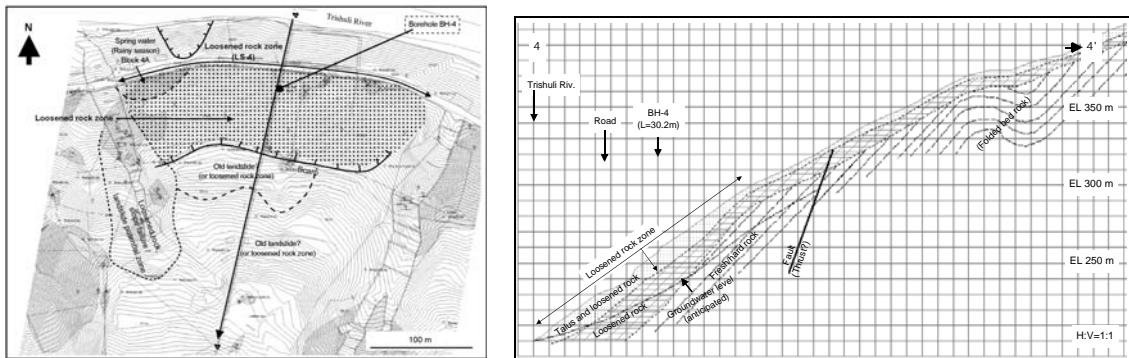 N
Trishuli River
Borehole BH-4
Spring water
(Rainy season)
Block 4A
Loosened rock zone
(LS-4)
Loosened rock zone
Old landslide?
(or loosened rock zone)
Old landslide?
(or loosened rock zone)
100 m
4
4'
Trishuli Riv.
Road
BH-4
(L=30.2m)
EL 350 m
(Folded bed rock)
EL 300 m
Loosened rock zone
EL 250 m
Fault
(Thrust?)
Fresh/hard rock
Talus and loosened rock
Loosened rock
Groundwater level
(anticipated)
H:V=1:1